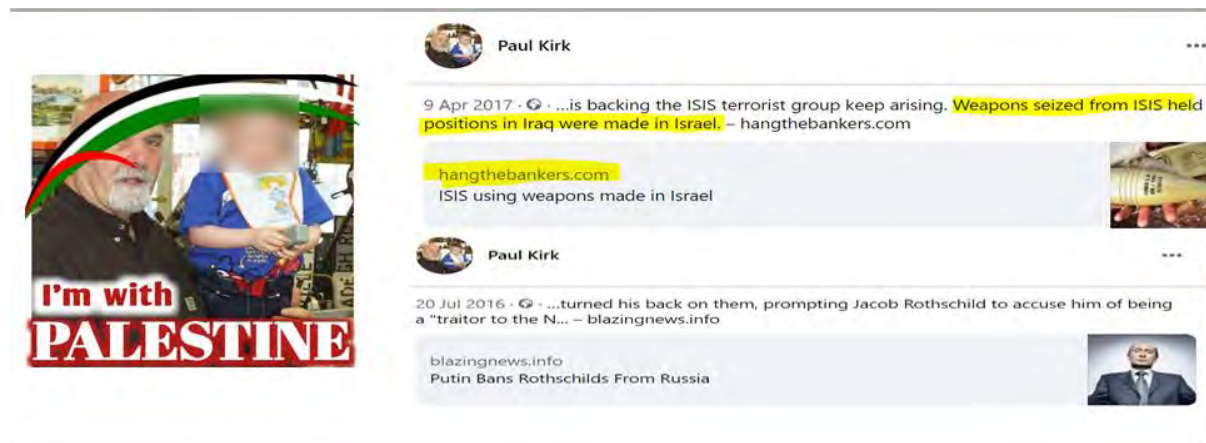 Paul Kirk
9 Apr 2017 · ...is backing the ISIS terrorist group keep arising. Weapons seized from ISIS held
positions in Iraq were made in Israel. – hangthebankers.com
hangthebankers.com
ISIS using weapons made in Israel
Paul Kirk
20 Jul 2016 · ...turned his back on them, prompting Jacob Rothschild to accuse him of being
a "traitor to the N... – blazingnews.info
blazingnews.info
Putin Bans Rothschilds From Russia
I'm with
PALESTINE